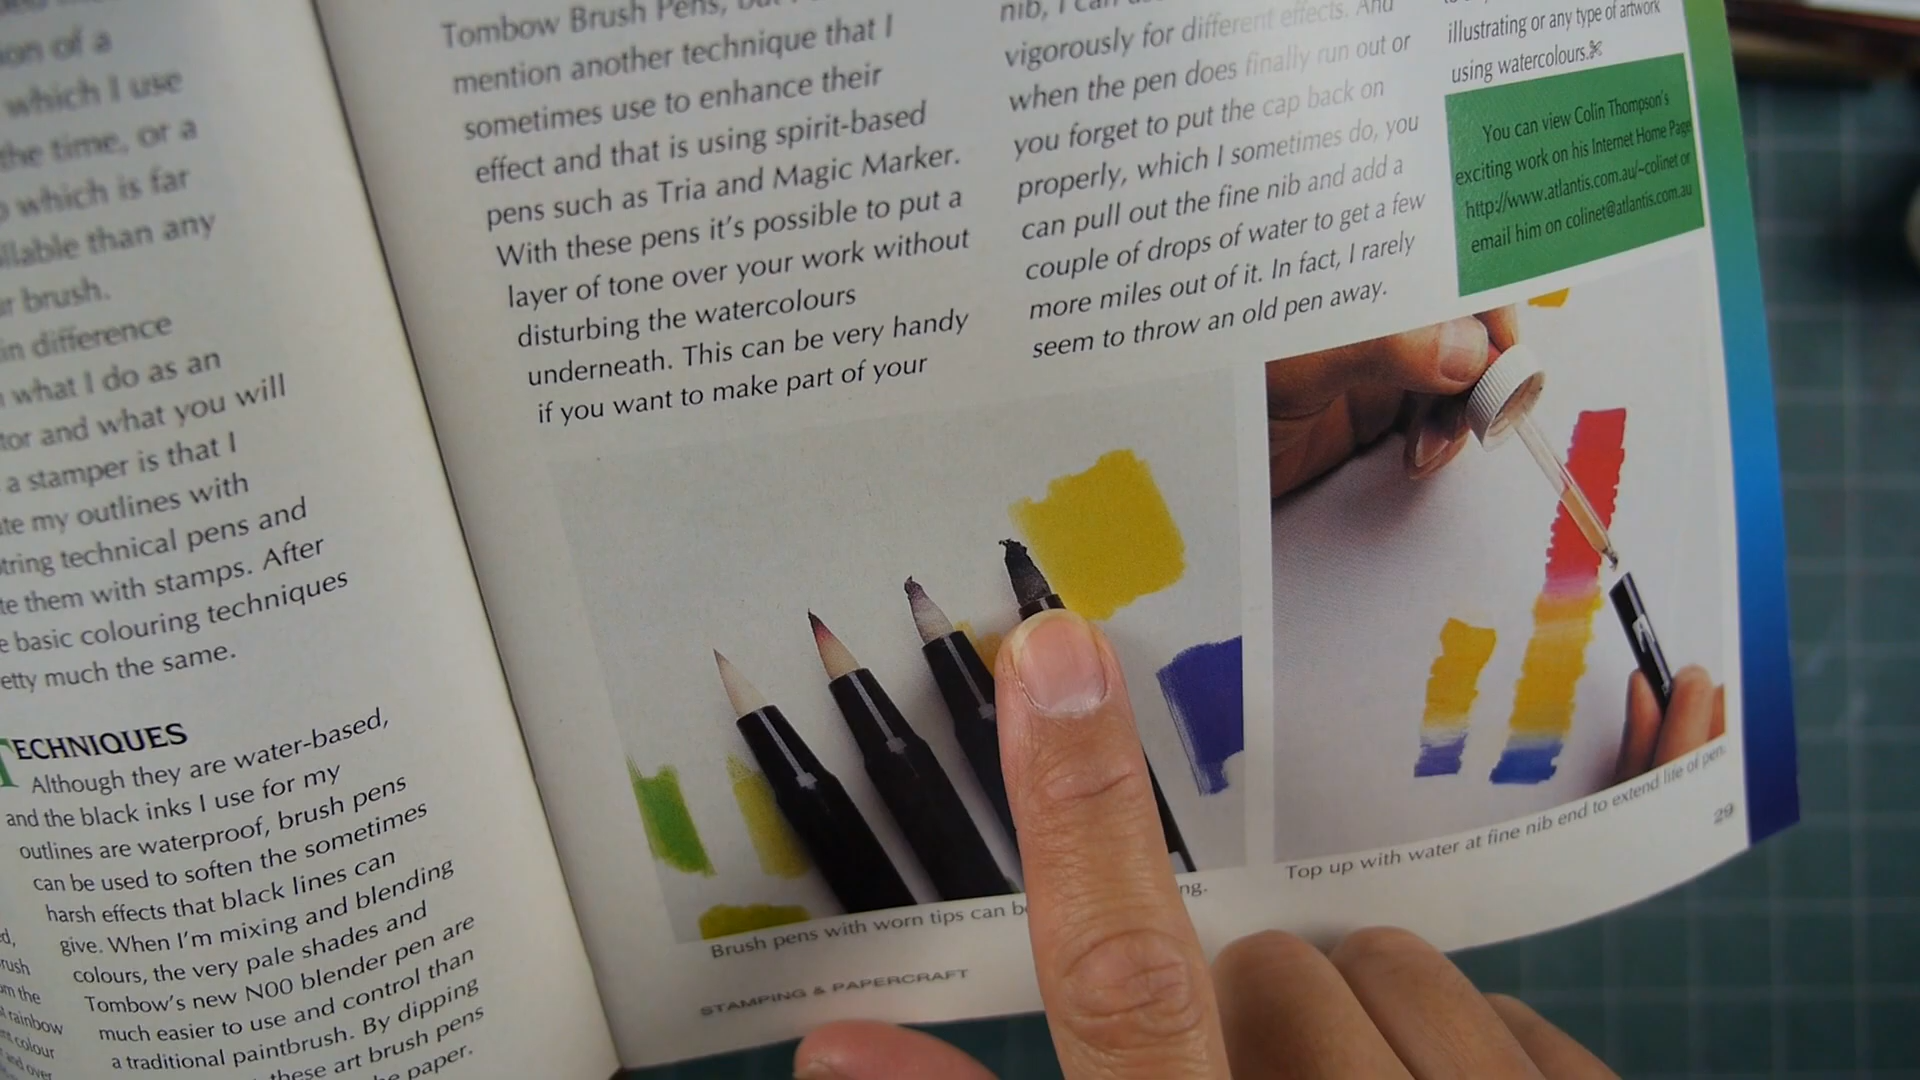 ion of a
which I use
the time, or a
which is far
than any
brush.
in difference
what I do as an
and what you will
a stamper is that I
my outlines with
technical pens and
them with stamps. After
basic colouring techniques
much the same.
TECHNIQUES
Although they are water-based,
and the black inks I use for my
outlines are waterproof, brush pens
can be used to soften the sometimes
harsh effects that black lines can
give. When I'm mixing and blending
colours, the very pale shades and
Tombow's new N00 blender pen are
much easier to use and control than
a traditional paintbrush. By dipping
these art brush pens
paper.
rainbow
colour
and over
Tombow Brush Pens,
mention another technique that I
sometimes use to enhance their
effect and that is using spirit-based
pens such as Tria and Magic Marker.
With these pens it's possible to put a
layer of tone over your work without
disturbing the watercolours
underneath. This can be very handy
if you want to make part of your
nib, I can
vigorously for different effects. And
when the pen does finally run out or
you forget to put the cap back on
properly, which I sometimes do, you
can pull out the fine nib and add a
couple of drops of water to get a few
more miles out of it. In fact, I rarely
seem to throw an old pen away.
illustrating or any type of artwork
using watercolours.
You can view Colin Thompson's
exciting work on his Internet Home Page
http://www.atlantis.com.au/~colinet or
email him on colinet@atlantis.com.au
Brush pens with worn tips can
ng.
Top up with water at fine nib end to extend life of pen.
29
STAMPING & PAPERCRAFT